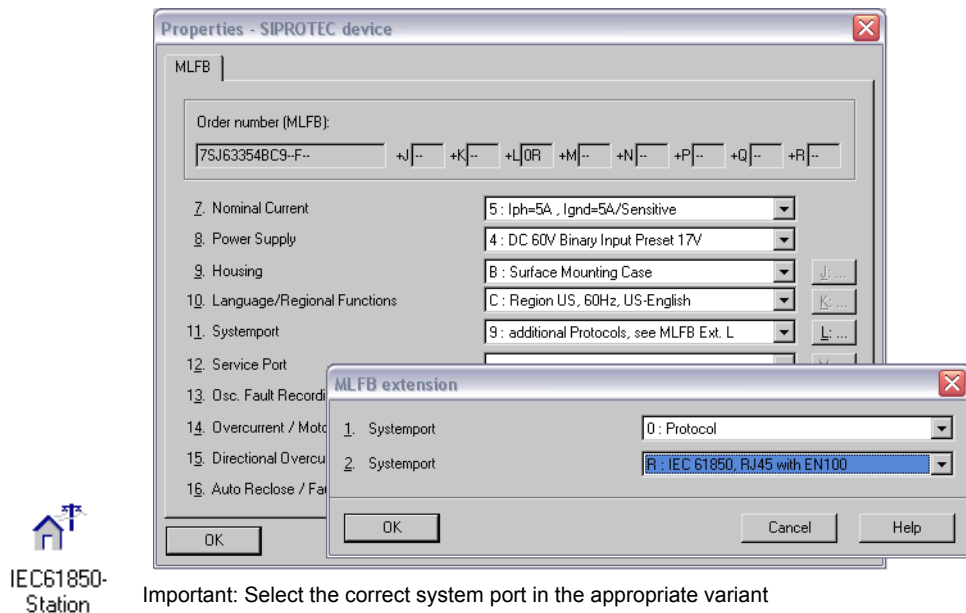 Properties - SIPROTEC device
MLFB
Order number (MLFB):
7SJ63354BC9--F-- +J -- +K -- +L 0R +M -- +N -- +P -- +Q -- +R --
7. Nominal Current 5 : Iph=5A , Ignd=5A/Sensitive
8. Power Supply 4 : DC 60V Binary Input Preset 17V
9. Housing B : Surface Mounting Case J: ...
10. Language/Regional Functions C : Region US, 60Hz, US-English K: ...
11. Systemport 9 : additional Protocols, see MLFB Ext. L L: ...
12. Service Port
13. Osc. Fault Recordi
14. Overcurrent / Moto
15. Directional Overcu
16. Auto Reclose / Fau
OK
MLFB extension
1. Systemport 0 : Protocol
2. Systemport R : IEC 61850, RJ45 with EN100
OK Cancel Help
IEC61850-
Station
Important: Select the correct system port in the appropriate variant